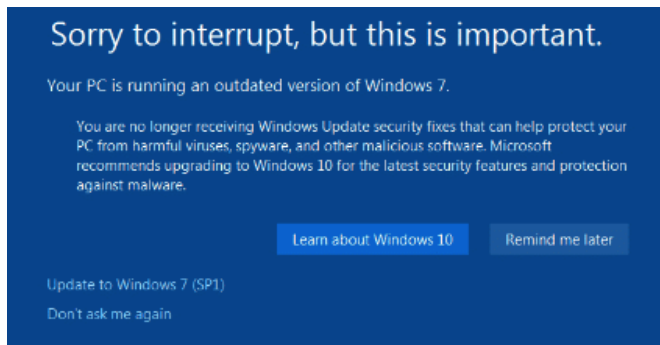 Sorry to interrupt, but this is important.
Your PC is running an outdated version of Windows 7.
You are no longer receiving Windows Update security fixes that can help protect your
PC from harmful viruses, spyware, and other malicious software. Microsoft
recommends upgrading to Windows 10 for the latest security features and protection
against malware.
Learn about Windows 10
Remind me later
Update to Windows 7 (SP1)
Don't ask me again